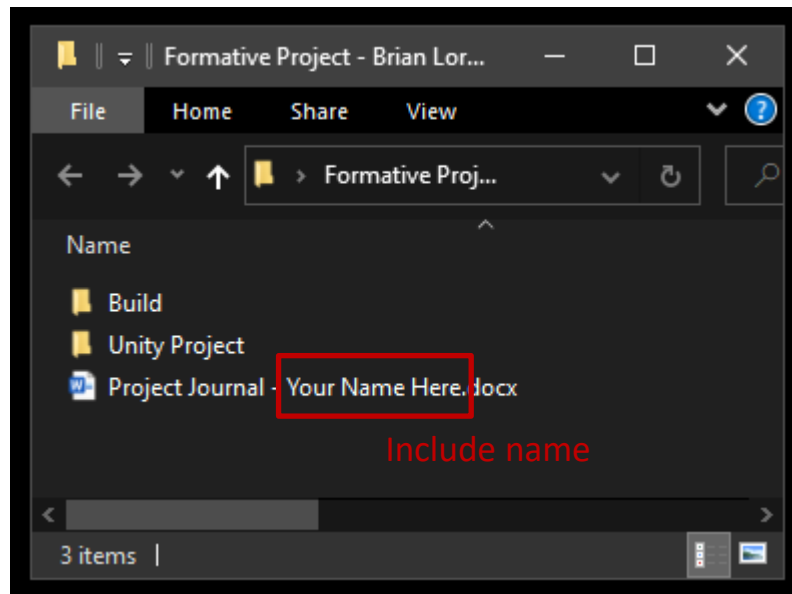 Formative Project - Brian Lor...
File Home Share View
Formative Proj...
Name
Build
Unity Project
Project Journal - Your Name Here.docx
Include name
3 items